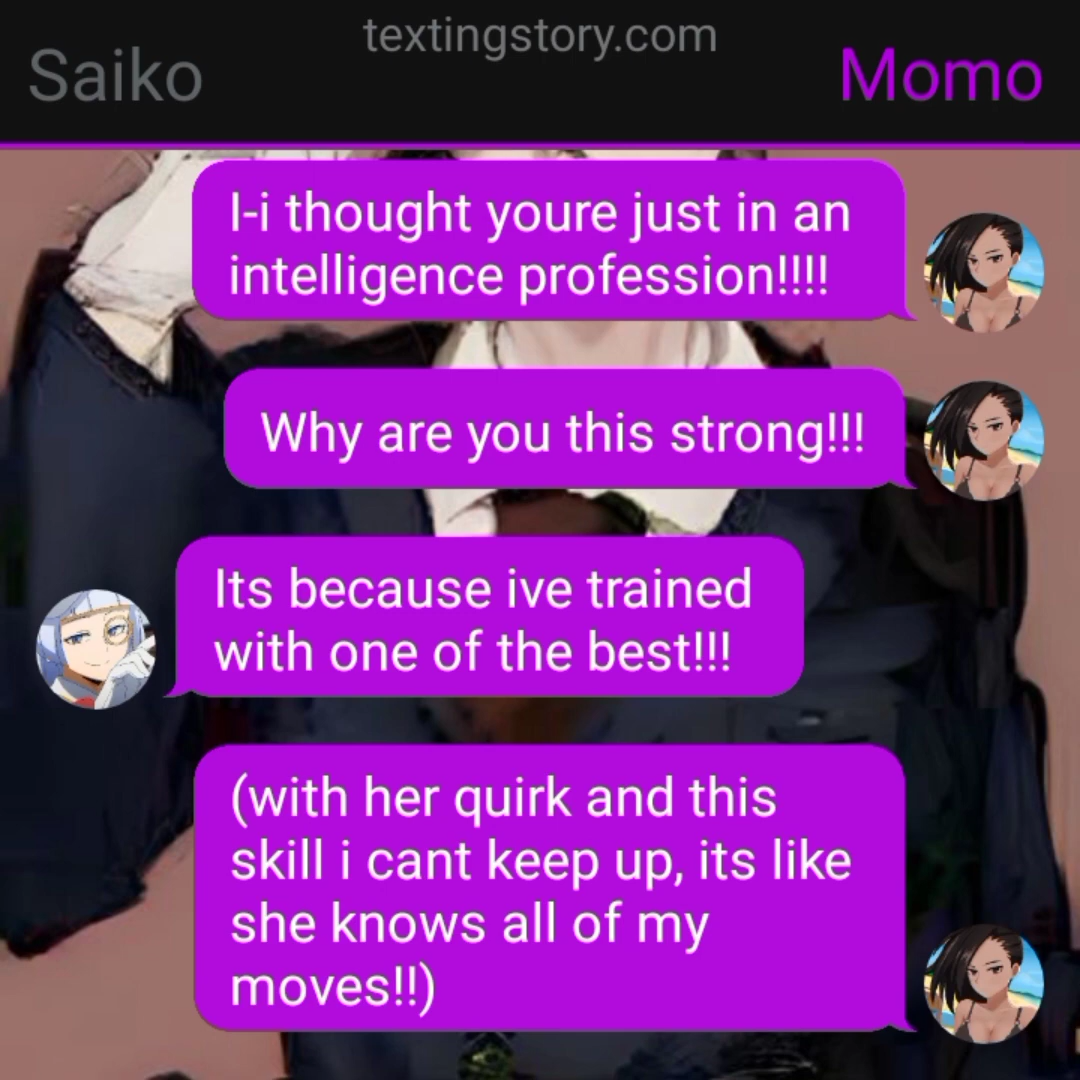 textingstory.com
Saiko
Momo
I-i thought youre just in an
intelligence profession!!!!
Why are you this strong!!!
Its because ive trained
with one of the best!!!
(with her quirk and this
skill i cant keep up, its like
she knows all of my
moves!!)